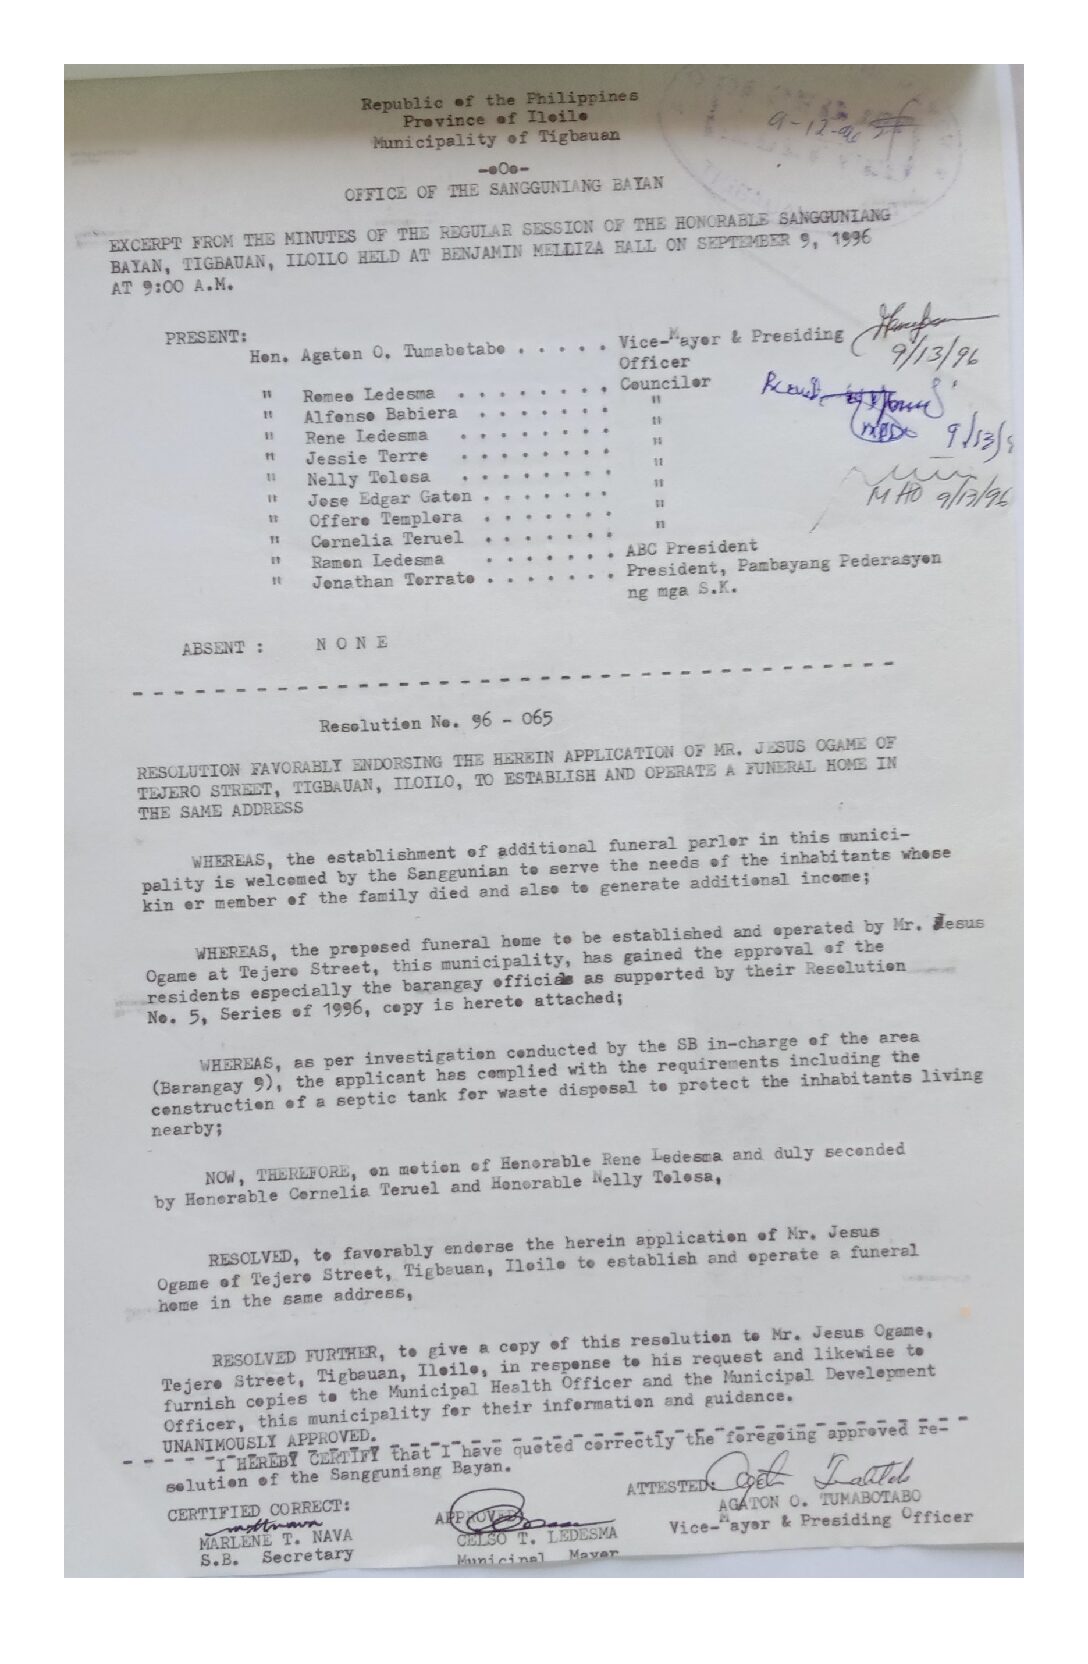 Republic of the Philippines
Province of Iloilo
Municipality of Tigbauan
-o0o-
OFFICE OF THE SANGGUNIANG BAYAN
9-12-96
EXCERPT FROM THE MINUTES OF THE REGULAR SESSION OF THE HONORABLE SANGGUNIANG
BAYAN, TIGBAUAN, ILOILO HELD AT BENJAMIN MELLIZA HALL ON SEPTEMBER 9, 1996
AT 9:00 A.M.
PRESENT:
Hon. Agaton O. Tumabotabo . . . . . Vice-Mayor & Presiding
Officer
9/13/96
" Romeo Ledesma . . . . . . . . Councilor
" Alfonso Babiera . . . . . . . "
" Rene Ledesma . . . . . . . . "
" Jessie Torre . . . . . . . . "
" Nelly Tolosa . . . . . . . . "
" Jose Edgar Gaton . . . . . . . "
" Offero Templora . . . . . . . "
" Cornelia Teruel . . . . . . . "
" Ramon Ledesma . . . . . . . ABC President
" Jonathan Torrato . . . . . . . President, Pambayang Pederasyon
ng mga S.K.
9/13/9
MHO 9/13/96
ABSENT : N O N E
Resolution No. 96 - 065
RESOLUTION FAVORABLY ENDORSING THE HEREIN APPLICATION OF MR. JESUS OGAME OF
TEJERO STREET, TIGBAUAN, ILOILO, TO ESTABLISH AND OPERATE A FUNERAL HOME IN
THE SAME ADDRESS
WHEREAS, the establishment of additional funeral parlor in this munici-
pality is welcomed by the Sanggunian to serve the needs of the inhabitants whose
kin or member of the family died and also to generate additional income;
WHEREAS, the proposed funeral home to be established and operated by Mr. Jesus
Ogame at Tejero Street, this municipality, has gained the approval of the
residents especially the barangay officials as supported by their Resolution
No. 5, Series of 1996, copy is hereto attached;
WHEREAS, as per investigation conducted by the SB in-charge of the area
(Barangay 9), the applicant has complied with the requirements including the
construction of a septic tank for waste disposal to protect the inhabitants living
nearby;
NOW, THEREFORE, on motion of Honorable Rene Ledesma and duly seconded
by Honorable Cornelia Teruel and Honorable Nelly Tolosa,
RESOLVED, to favorably endorse the herein application of Mr. Jesus
Ogame of Tejero Street, Tigbauan, Iloilo to establish and operate a funeral
home in the same address,
RESOLVED FURTHER, to give a copy of this resolution to Mr. Jesus Ogame,
Tejero Street, Tigbauan, Iloilo, in response to his request and likewise to
furnish copies to the Municipal Health Officer and the Municipal Development
Officer, this municipality for their information and guidance.
UNANIMOUSLY APPROVED.
I HEREBY CERTIFY that I have quoted correctly the foregoing approved re-
solution of the Sangguniang Bayan.
CERTIFIED CORRECT: APPROVED: ATTESTED:
MARLENE T. NAVA CELSO T. LEDESMA AGATON O. TUMABOTABO
S.B. Secretary Municipal Mayor Vice-Mayor & Presiding Officer